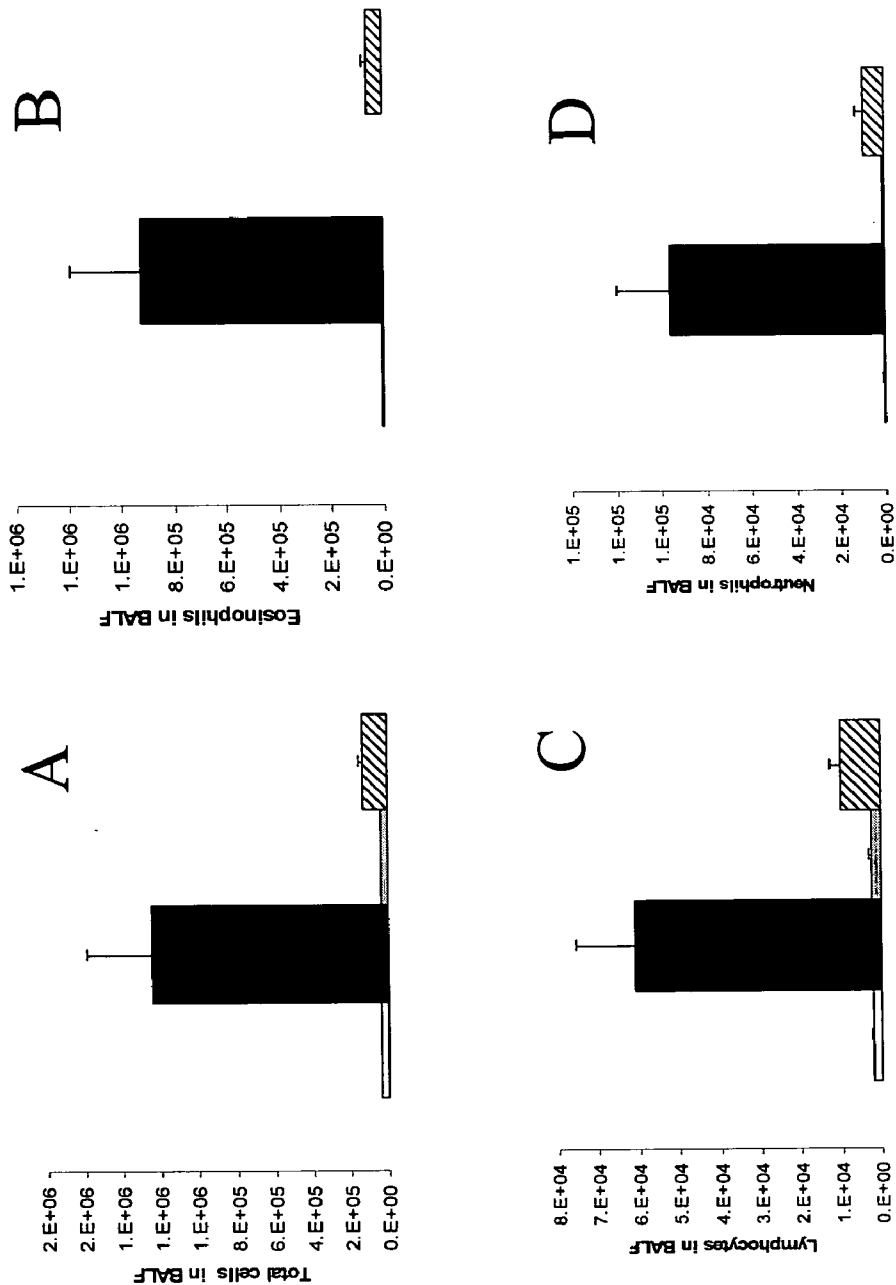 A
2.E+06
2.E+06
1.E+06
1.E+06
1.E+06
8.E+05
6.E+05
4.E+05
2.E+05
0.E+00
Total cells in BALF
B
1.E+06
1.E+06
1.E+06
8.E+05
6.E+05
4.E+05
2.E+05
0.E+00
Eosinophils in BALF
C
8.E+04
7.E+04
6.E+04
5.E+04
4.E+04
3.E+04
2.E+04
1.E+04
0.E+00
Lymphocytes in BALF
D
1.E+05
1.E+05
8.E+04
6.E+04
4.E+04
2.E+04
0.E+00
Neutrophils in BALF